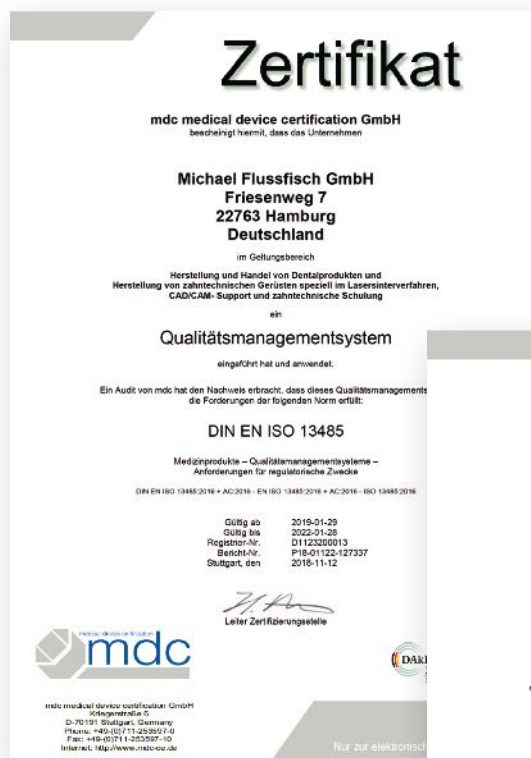 Zertifikat
mdc medical device certification GmbH
bescheinigt hiermit, dass das Unternehmen
Michael Flussfisch GmbH
Friesenweg 7
22763 Hamburg
Deutschland
im Geltungsbereich
Herstellung und Handel von Dentalprodukten und
Herstellung von zahntechnischen Gerüsten speziell im Lasersinterverfahren,
CAD/CAM- Support und zahntechnische Schulung
ein
Qualitätsmanagementsystem
eingeführt hat und anwendet.
Ein Audit von mdc hat den Nachweis erbracht, dass dieses Qualitätsmanagements
die Forderungen der folgenden Norm erfüllt:
DIN EN ISO 13485
Medizinprodukte – Qualitätsmanagementsysteme –
Anforderungen für regulatorische Zwecke
DIN EN ISO 13485:2016 + AC:2016 - EN ISO 13485:2016 + AC:2016 - ISO 13485:2016
Gültig ab 2019-01-29
Gültig bis 2022-01-28
Registrier-Nr. D1123200013
Bericht-Nr. P18-01122-127337
Stuttgart, den 2018-11-12
Leiter Zertifizierungsstelle
medical device certification
mdc
mdc medical device certification GmbH
Kriegerstraße 6
D-70191 Stuttgart, Germany
Phone: +49-(0)711-253597-0
Fax: +49-(0)711-253597-10
Internet: http://www.mdc-ce.de
Nur zur elektronisch